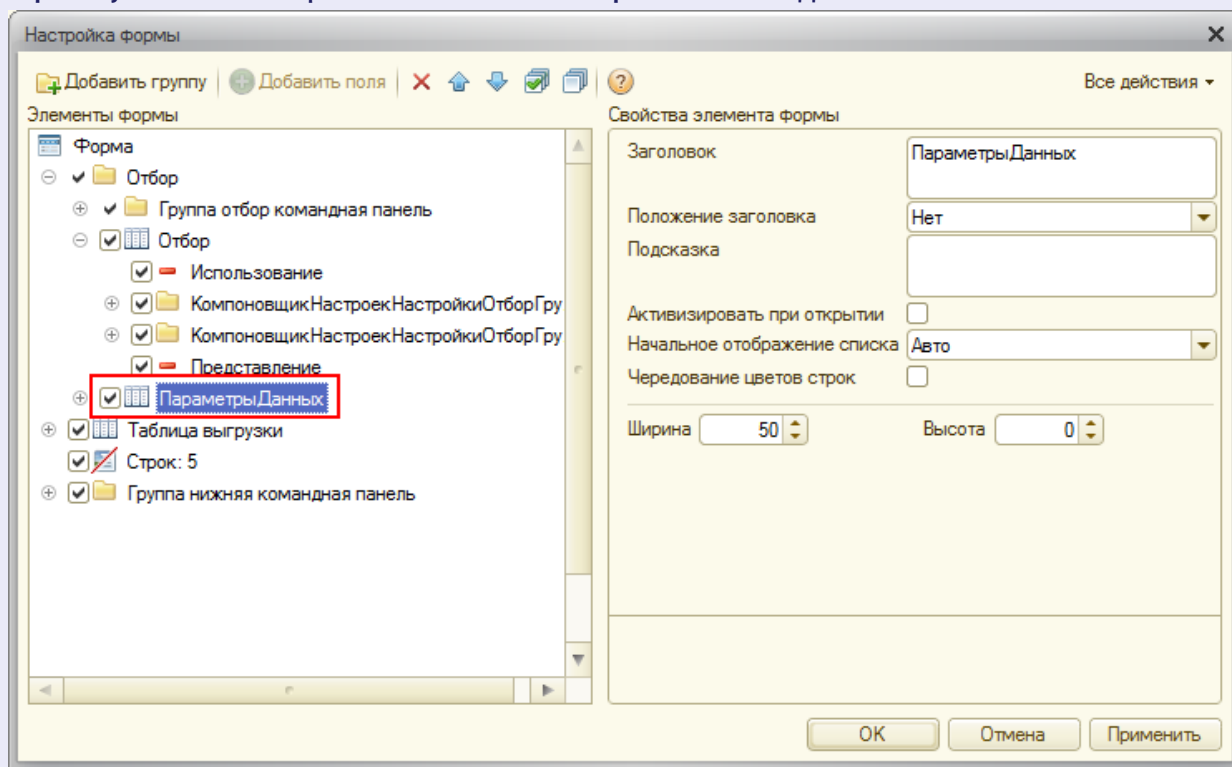 Настройка формы
Добавить группу Добавить поля Все действия
Элементы формы
Свойства элемента формы
Форма
Отбор
Группа отбор командная панель
Отбор
Использование
КомпоновщикНастроекНастройкиОтборГру
КомпоновщикНастроекНастройкиОтборГру
Представление
ПараметрыДанных
Таблица выгрузки
Строк: 5
Группа нижняя командная панель
Заголовок ПараметрыДанных
Положение заголовка Нет
Подсказка
Активизировать при открытии
Начальное отображение списка Авто
Чередование цветов строк
Ширина 50 Высота 0
OK Отмена Применить